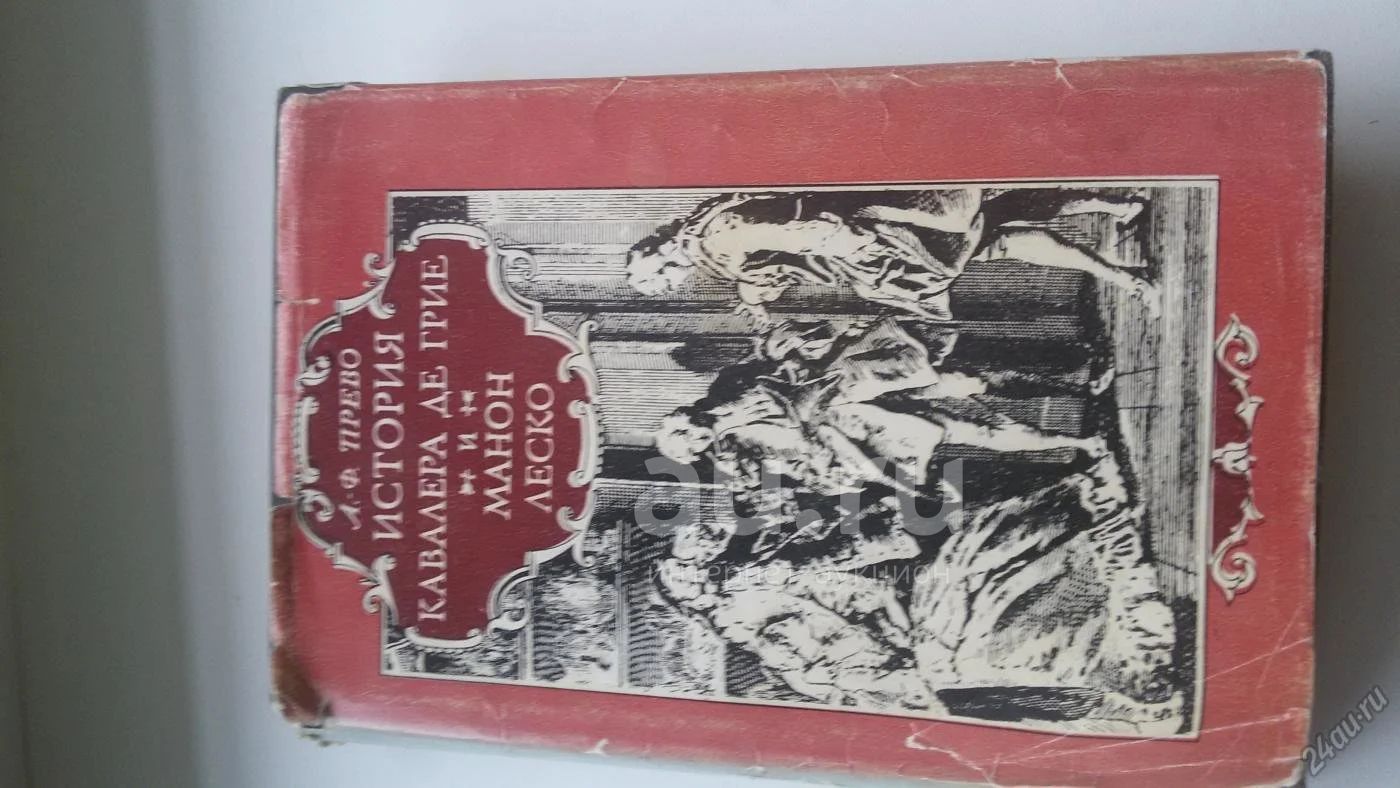 А. Ф. ПРЕВО
ИСТОРИЯ
КАВАЛЕРА ДЕ ГРИЕ
И
МАНОН
ЛЕСКО
au.ru
интернет-аукцион
24au.ru